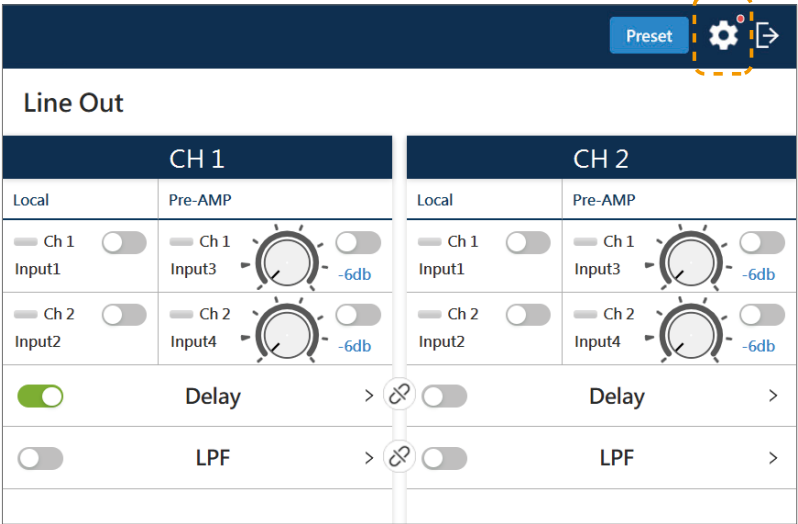 Preset
Line Out
CH 1
CH 2
Local Pre-AMP Local Pre-AMP
Ch 1 Ch 1 Ch 1 Ch 1
Input1 Input3 -6db Input1 Input3 -6db
Ch 2 Ch 2 Ch 2 Ch 2
Input2 Input4 -6db Input2 Input4 -6db
Delay Delay
LPF LPF